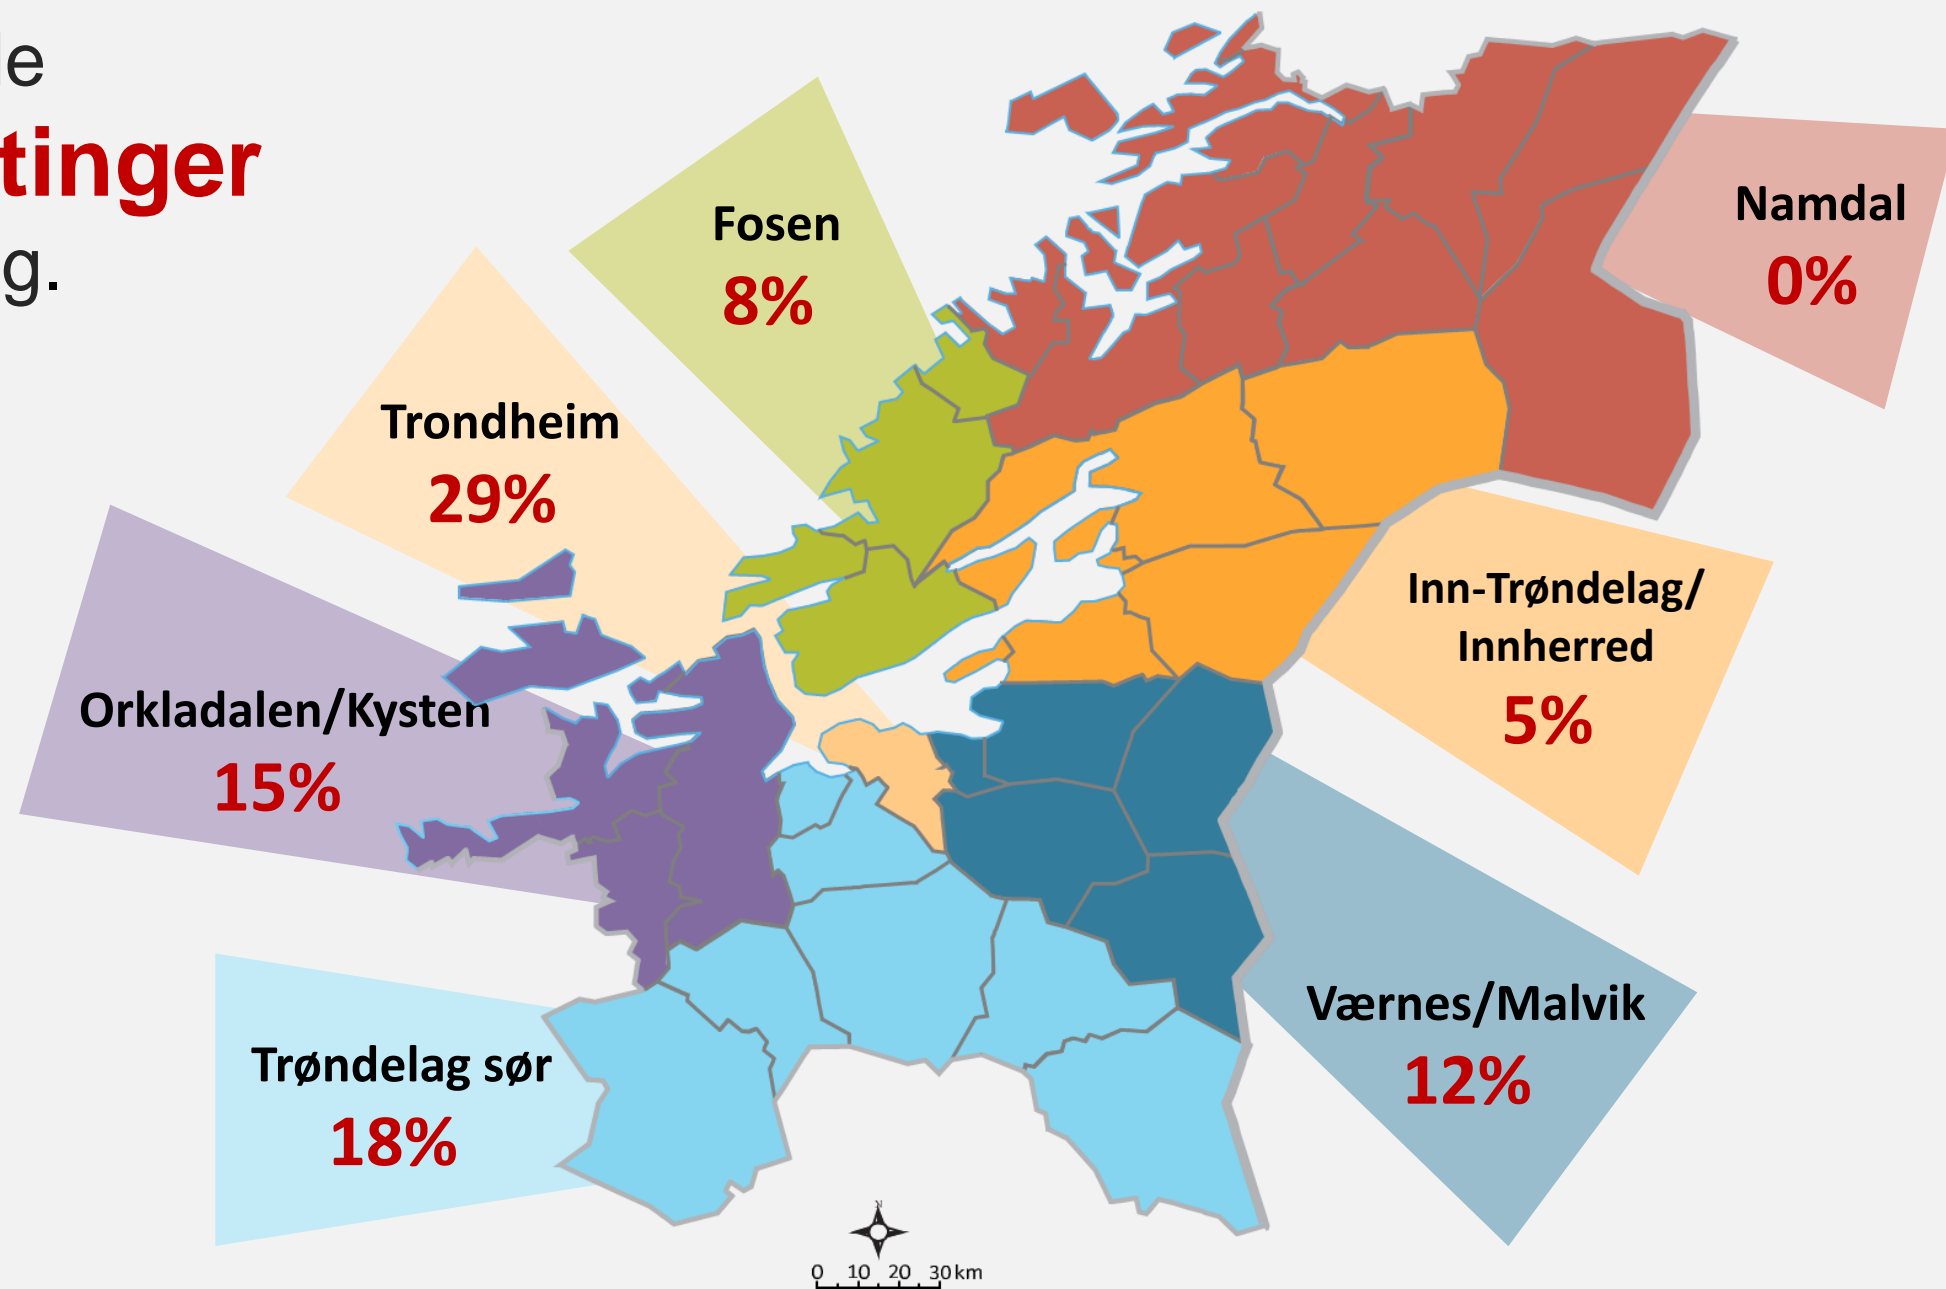 le
tinger
g.
Fosen
8%
Namdal
0%
Trondheim
29%
Inn-Trøndelag/
Innherred
5%
Orkladalen/Kysten
15%
Værnes/Malvik
12%
Trøndelag sør
18%
N
0 10 20 30 km